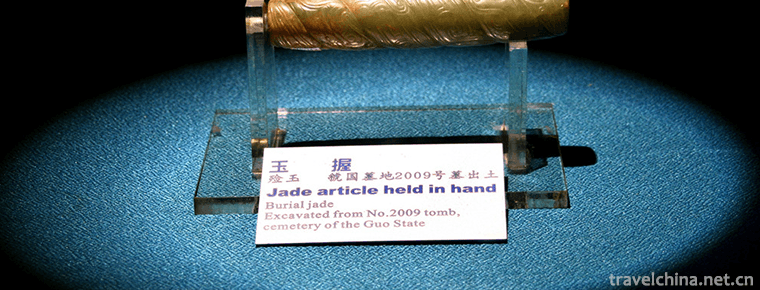 玉 握
殓玉 虢国墓地2009号墓出土
Jade article held in hand
Burial jade
Excavated from No.2009 tomb,
cemetery of the Guo State
travelchina.net.cn